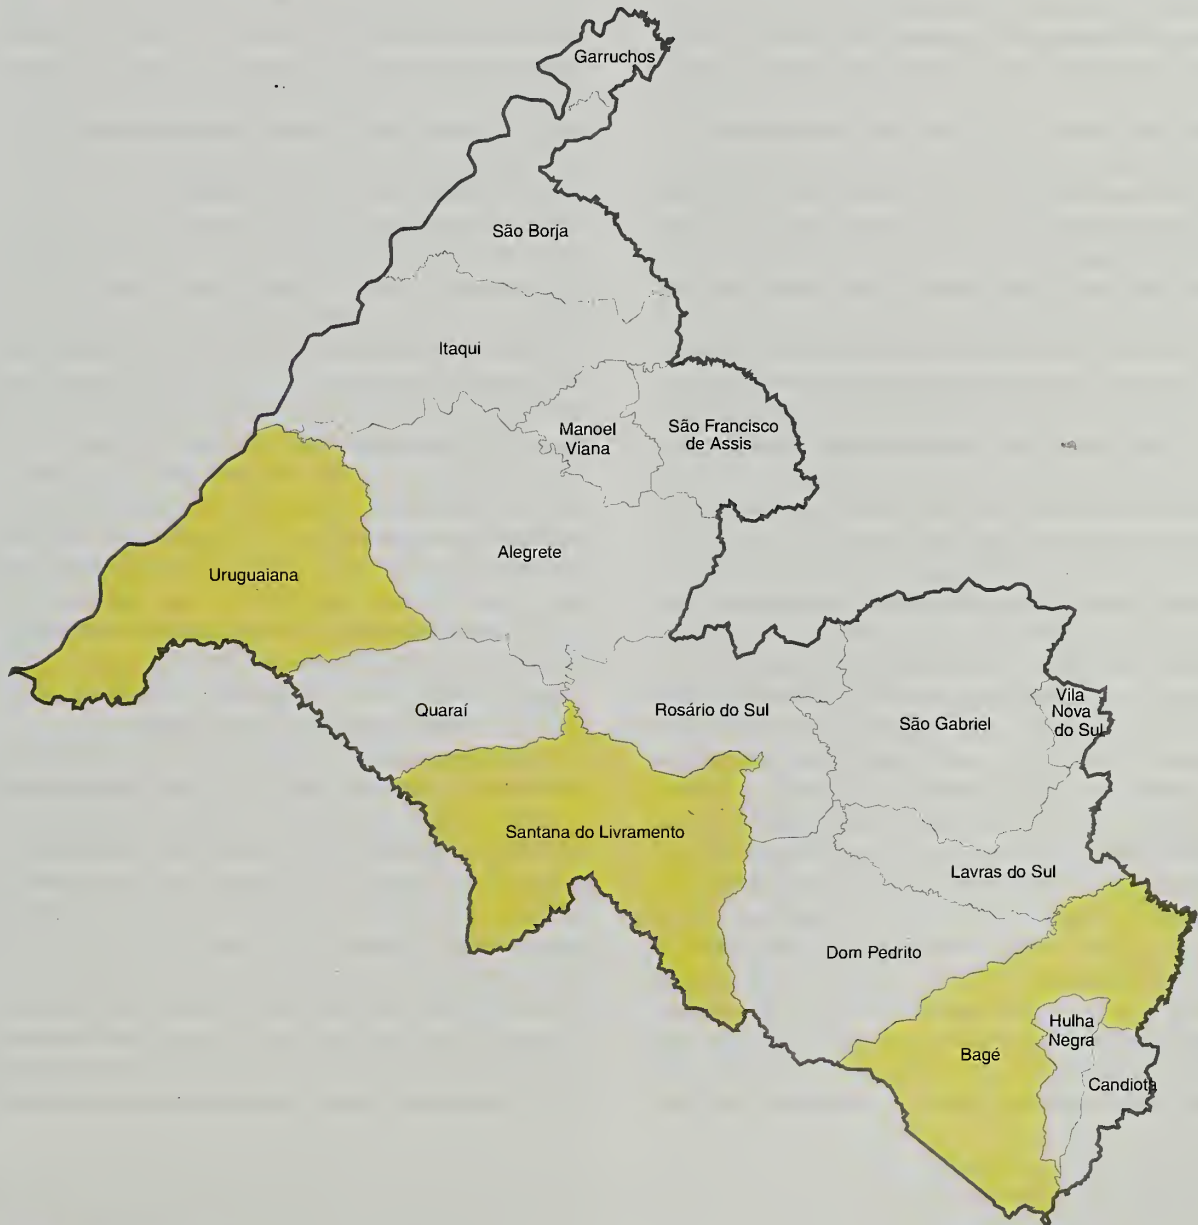 Garruchos
São Borja
Itaqui
Manoel
Viana
São Francisco
de Assis
Alegrete
Uruguaiana
Quaraí
Rosário do Sul
São Gabriel
Vila
Nova
do Sul
Santana do Livramento
Lavras do Sul
Dom Pedrito
Hulha
Negra
Bagé
Candiota